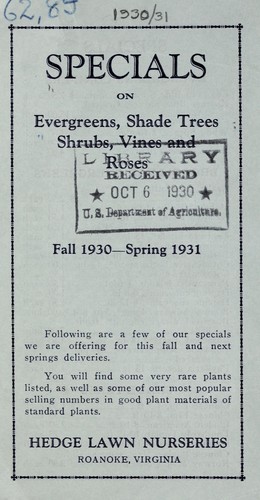 62.85
1930/31
SPECIALS
ON
Evergreens, Shade Trees
Shrubs, Vines and
Roses
LIBRARY
RECEIVED
★ OCT 6 1930 ★
U. S. Department of Agriculture.
Fall 1930—Spring 1931
Following are a few of our specials
we are offering for this fall and next
springs deliveries.
You will find some very rare plants
listed, as well as some of our most popular
selling numbers in good plant materials of
standard plants.
HEDGE LAWN NURSERIES
ROANOKE, VIRGINIA